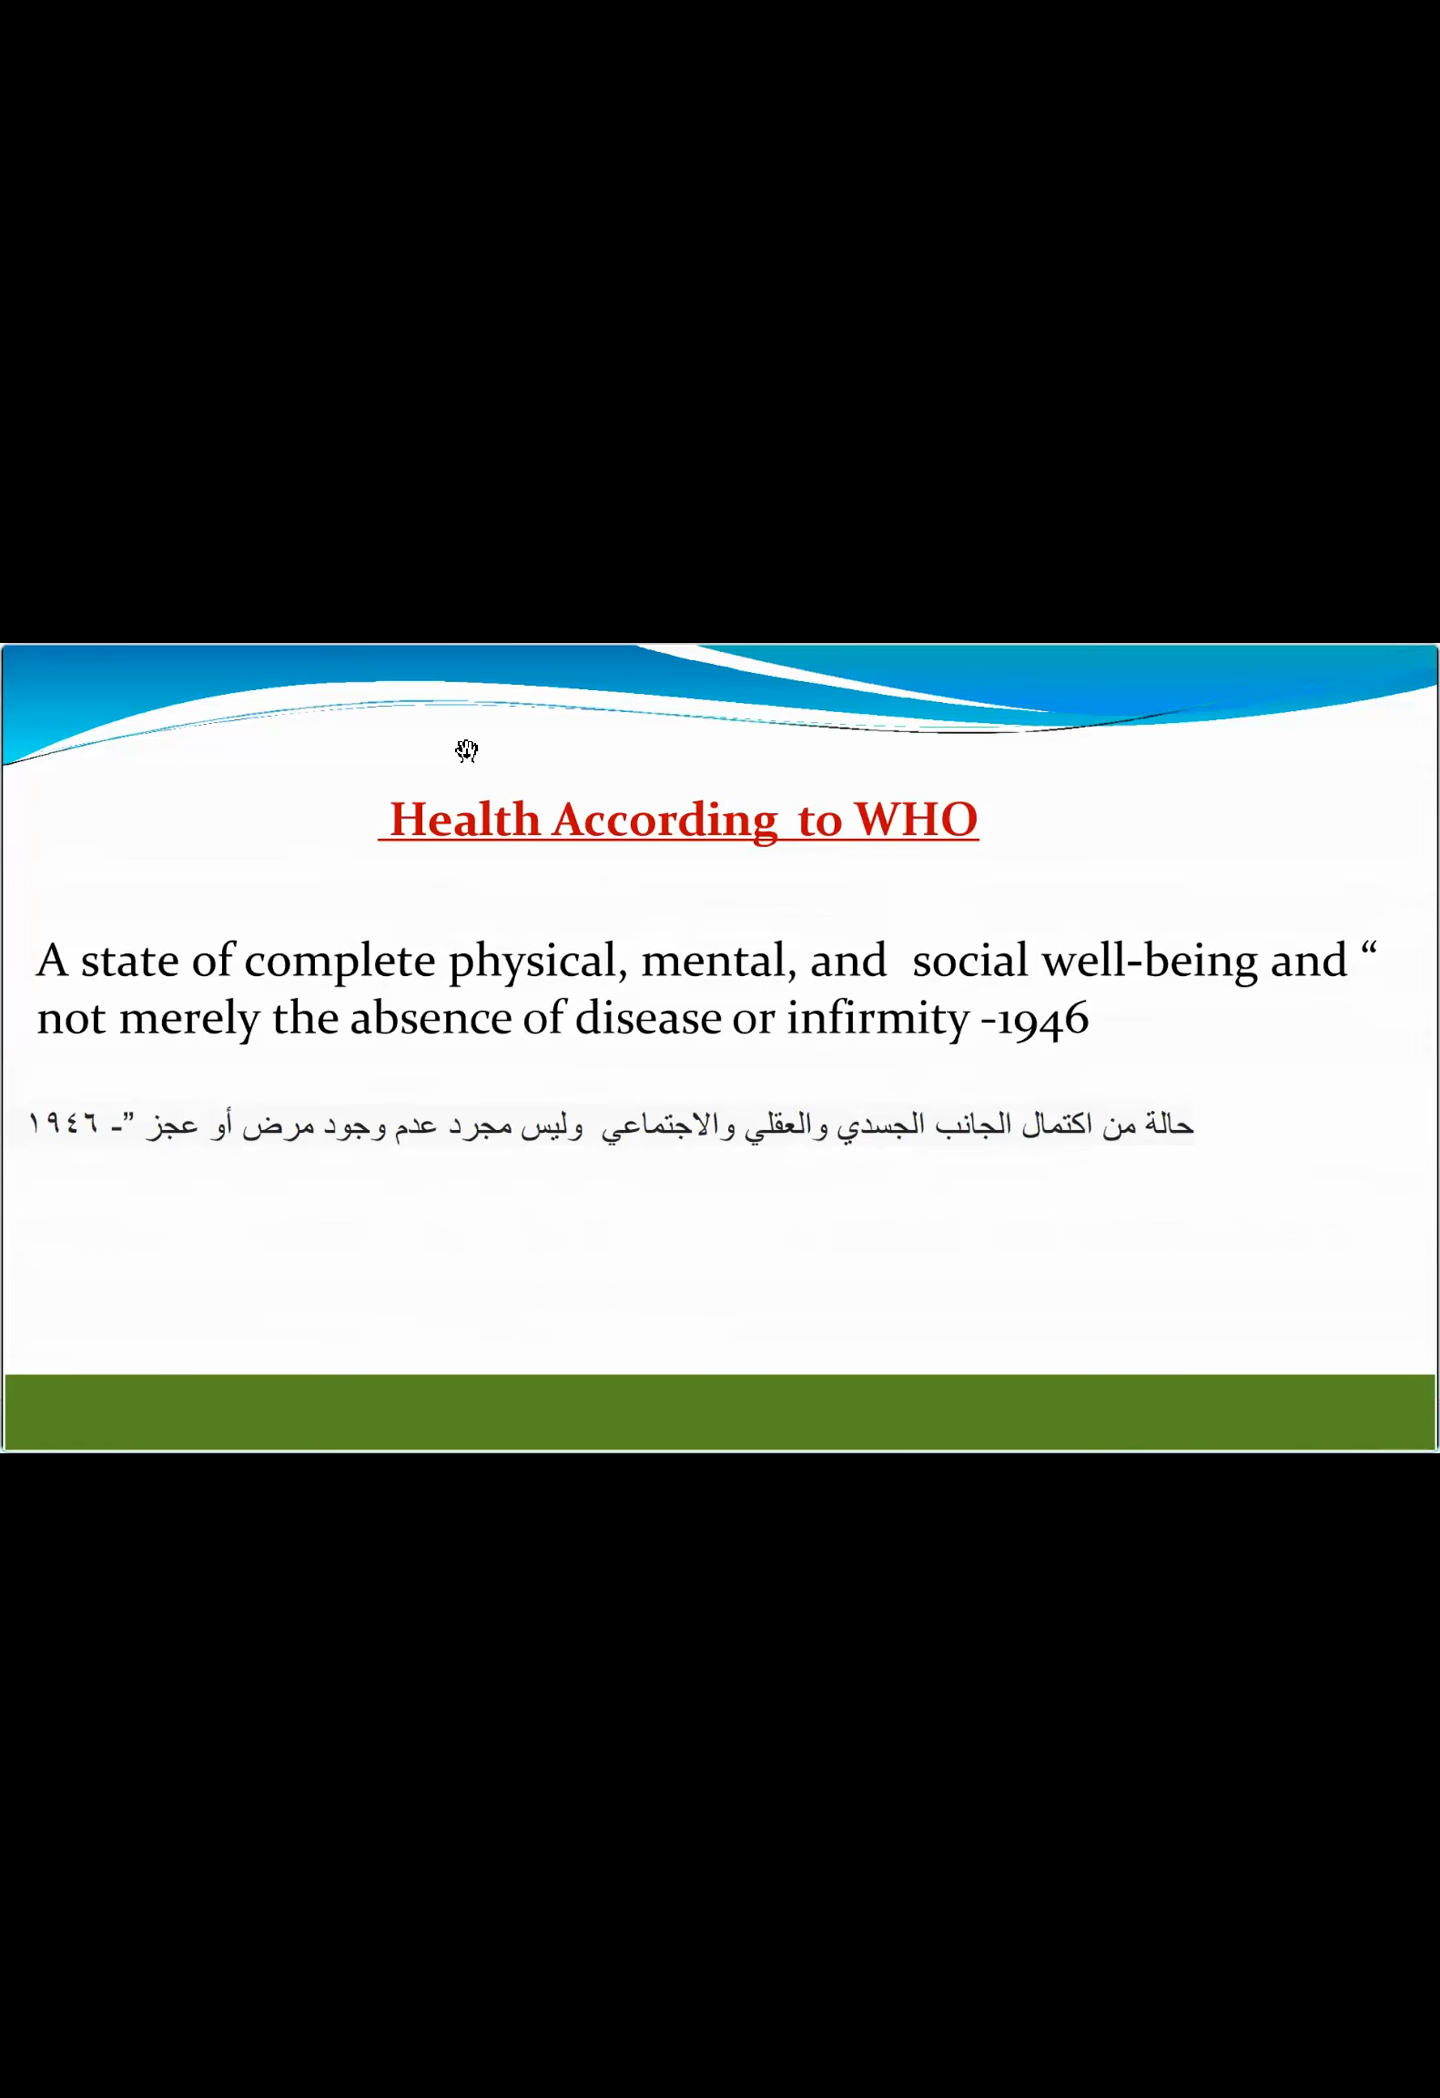 Health According to WHO
A state of complete physical, mental, and social well-being and “
not merely the absence of disease or infirmity -1946
حالة من اكتمال الجانب الجسدي والعقلي والاجتماعي وليس مجرد عدم وجود مرض أو عجز ”- ١٩٤٦